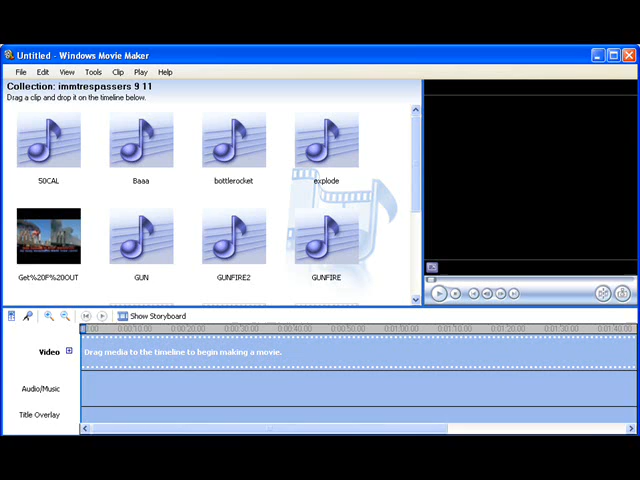 Untitled - Windows Movie Maker
File Edit View Tools Clip Play Help
Collection: immtrespassers 9 11
Drag a clip and drop it on the timeline below.
SOCAL Baaa bottlerocket explode
Get%20F%20OUT GUN GUNFIRE2 GUNFIRE
Show Storyboard
0:00:10.00 0:00:20.00 0:00:30.00 0:00:40.00 0:00:50.00 0:01:00.00 0:01:10.00 0:01:20.00 0:01:30.00 0:01:40.00
Video Drag media to the timeline to begin making a movie.
Audio/Music
Title Overlay